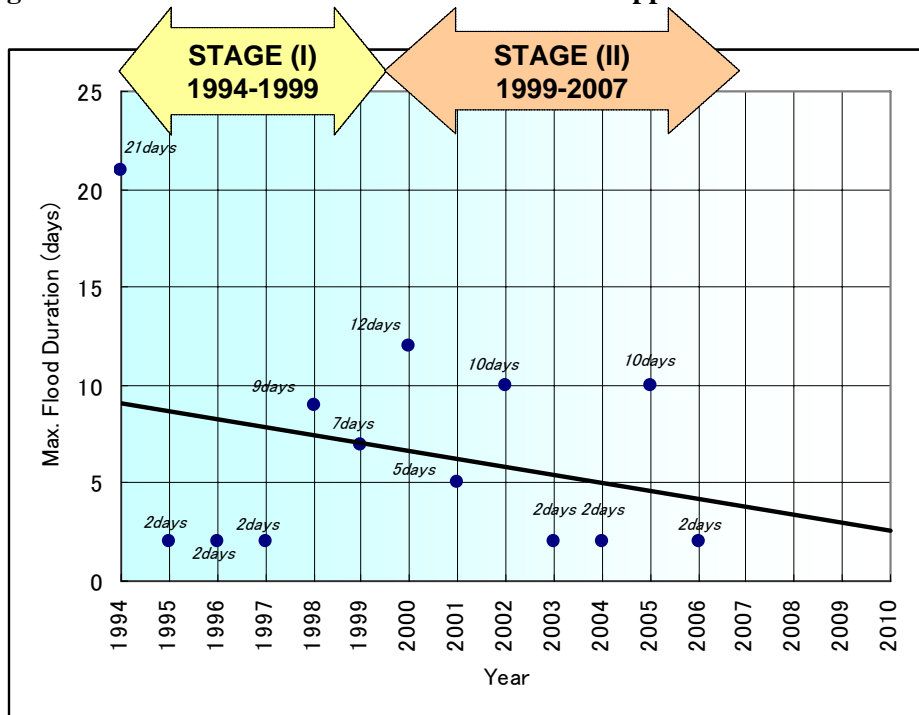 STAGE (I)
1994-1999
STAGE (II)
1999-2007
Max. Flood Duration (days)
25
20
15
10
5
0
21days
2days
2days
2days
9days
7days
12days
5days
10days
2days
2days
10days
2days
1994
1995
1996
1997
1998
1999
2000
2001
2002
2003
2004
2005
2006
2007
2008
2009
2010
Year